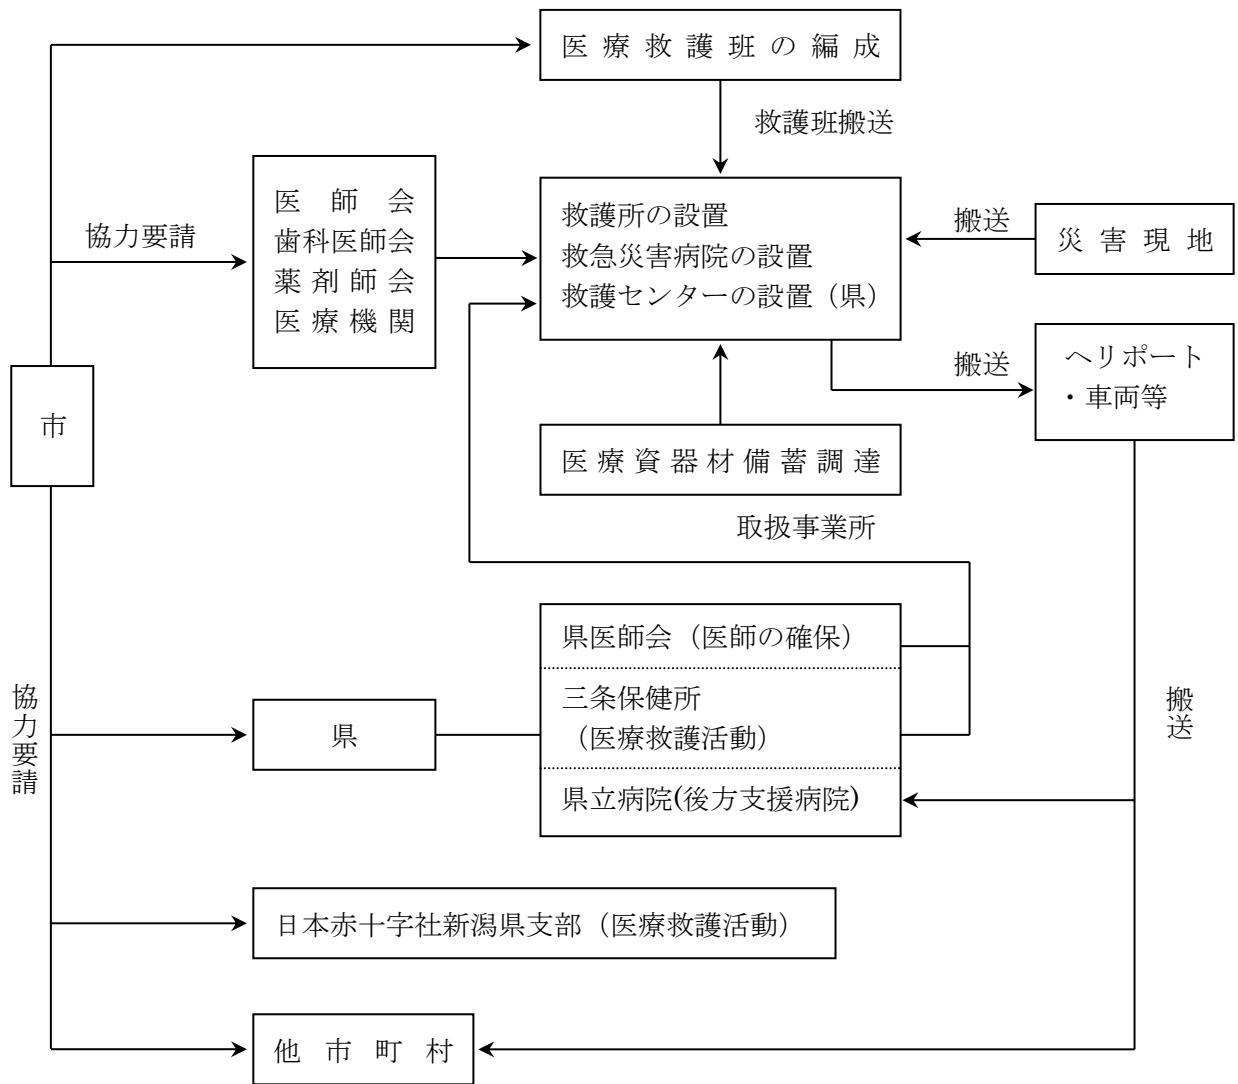 医療救護班の編成
救護班搬送
医師会
歯科医師会
薬剤師会
医療機関
協力要請
救護所の設置
救急災害病院の設置
救護センターの設置（県）
搬送
災害現地
市
搬送
ヘリポート
・車両等
医療資器材備蓄調達
取扱事業所
協力要請
県
県医師会（医師の確保）
三条保健所
（医療救護活動）
県立病院(後方支援病院)
搬送
日本赤十字社新潟県支部（医療救護活動）
他市町村